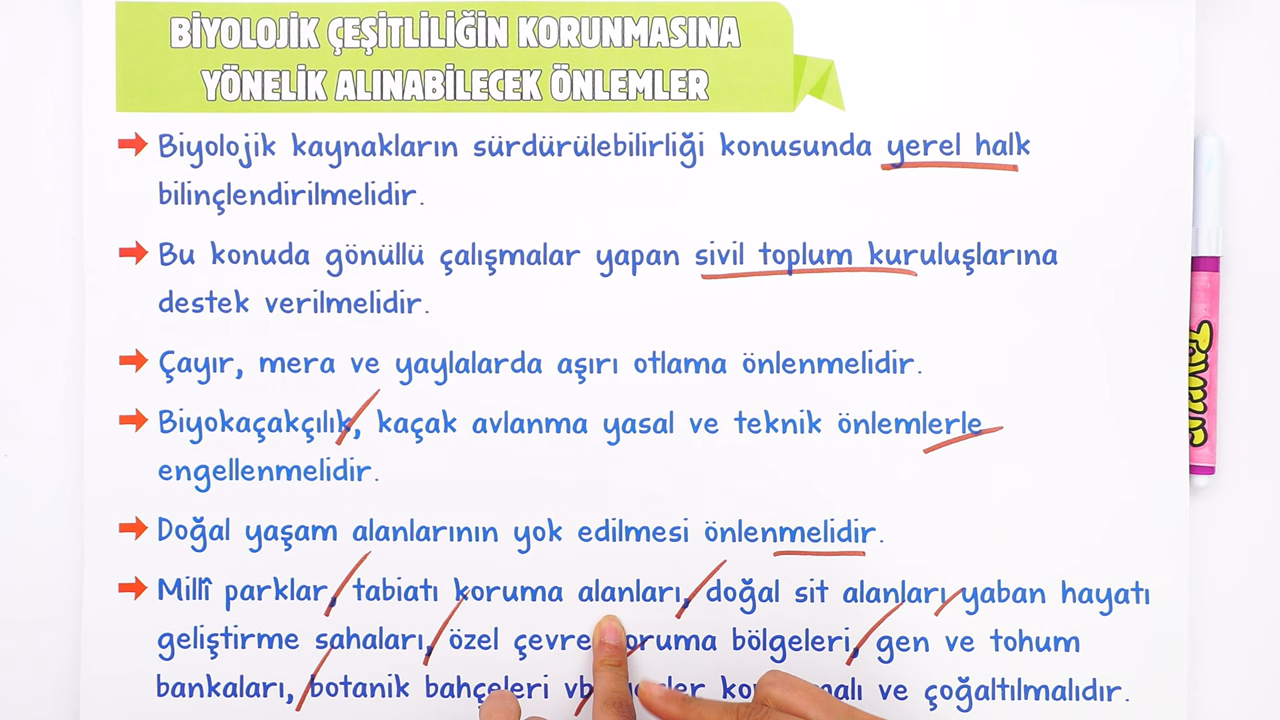 BİYOLOJİK ÇEŞİTLİLİĞİN KORUNMASINA
YÖNELİK ALINABİLECEK ÖNLEMLER
Biyolojik kaynakların sürdürülebilirliği konusunda yerel halk
bilinçlendirilmelidir.
Bu konuda gönüllü çalışmalar yapan sivil toplum kuruluşlarına
destek verilmelidir.
Çayır, mera ve yaylalarda aşırı otlama önlenmelidir.
Biyokaçakçılık, kaçak avlanma yasal ve teknik önlemlerle
engellenmelidir.
Doğal yaşam alanlarının yok edilmesi önlenmelidir.
Millî parklar, tabiatı koruma alanları, doğal sit alanları yaban hayatı
geliştirme sahaları, özel çevre koruma bölgeleri, gen ve tohum
bankaları, botanik bahçeleri vb. ve çoğaltılmalıdır.